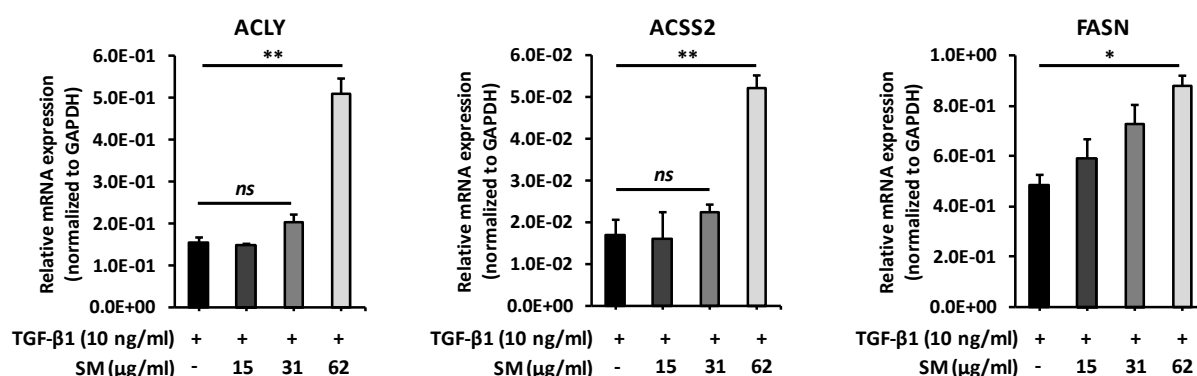 ACLY
**
ns
Relative mRNA expression
(normalized to GAPDH)
6.0E-01
5.0E-01
4.0E-01
3.0E-01
2.0E-01
1.0E-01
0.0E+00
TGF-β1 (10 ng/ml) + + + +
SM (µg/ml) - 15 31 62
ACSS2
**
ns
Relative mRNA expression
(normalized to GAPDH)
6.0E-02
5.0E-02
4.0E-02
3.0E-02
2.0E-02
1.0E-02
0.0E+00
TGF-β1 (10 ng/ml) + + + +
SM (µg/ml) - 15 31 62
FASN
*
Relative mRNA expression
(normalized to GAPDH)
1.0E+00
8.0E-01
6.0E-01
4.0E-01
2.0E-01
0.0E+00
TGF-β1 (10 ng/ml) + + + +
SM (µg/ml) - 15 31 62